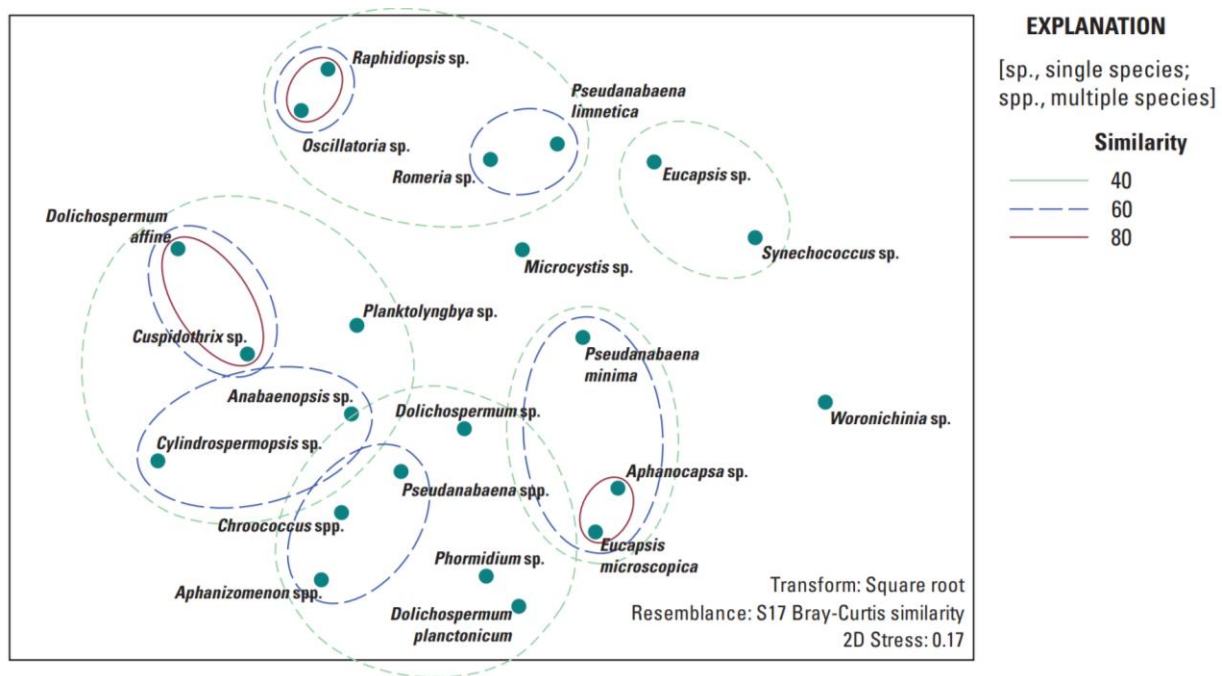 EXPLANATION
[sp., single species;
spp., multiple species]
Similarity
40
60
80
Raphidiopsis sp.
Pseudanabaena
limnetica
Oscillatoria sp.
Romeria sp.
Eucapsis sp.
Dolichospermum
affine
Synechococcus sp.
Microcystis sp.
Planktolyngbya sp.
Cuspidothrix sp.
Pseudanabaena
minima
Anabaenopsis sp.
Dolichospermum sp.
Woronichinia sp.
Cylindrospermopsis sp.
Aphanocapsa sp.
Pseudanabaena spp.
Chroococcus spp.
Eucapsis
microscopica
Phormidium sp.
Aphanizomenon spp.
Dolichospermum
planctonicum
Transform: Square root
Resemblance: S17 Bray-Curtis similarity
2D Stress: 0.17